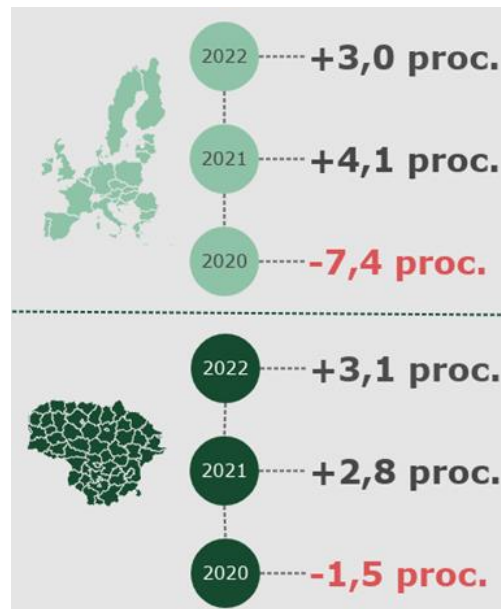 2022 +3,0 proc.
2021 +4,1 proc.
2020 -7,4 proc.
2022 +3,1 proc.
2021 +2,8 proc.
2020 -1,5 proc.